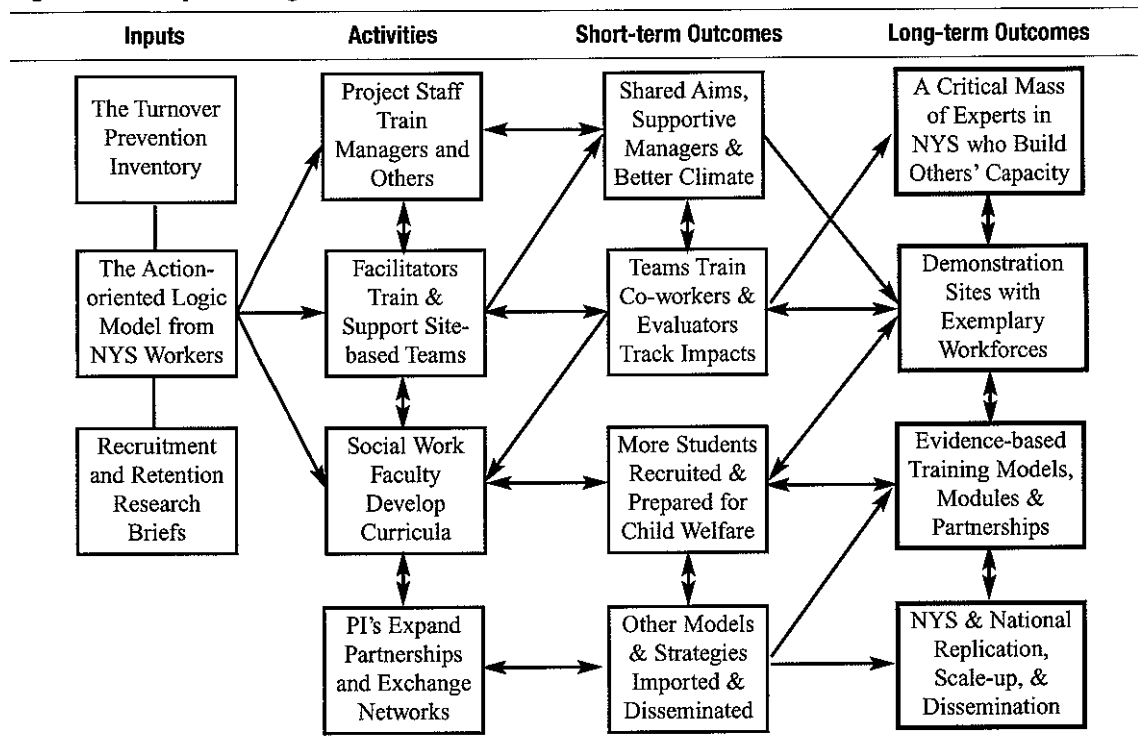 Inputs
Activities
Short-term Outcomes
Long-term Outcomes
The Turnover
Prevention
Inventory
The Action-
oriented Logic
Model from
NYS Workers
Recruitment
and Retention
Research
Briefs
Project Staff
Train
Managers and
Others
Facilitators
Train &
Support Site-
based Teams
Social Work
Faculty
Develop
Curricula
PI's Expand
Partnerships
and Exchange
Networks
Shared Aims,
Supportive
Managers &
Better Climate
Teams Train
Co-workers &
Evaluators
Track Impacts
More Students
Recruited &
Prepared for
Child Welfare
Other Models
& Strategies
Imported &
Disseminated
A Critical Mass
of Experts in
NYS who Build
Others' Capacity
Demonstration
Sites with
Exemplary
Workforces
Evidence-based
Training Models,
Modules &
Partnerships
NYS & National
Replication,
Scale-up, &
Dissemination